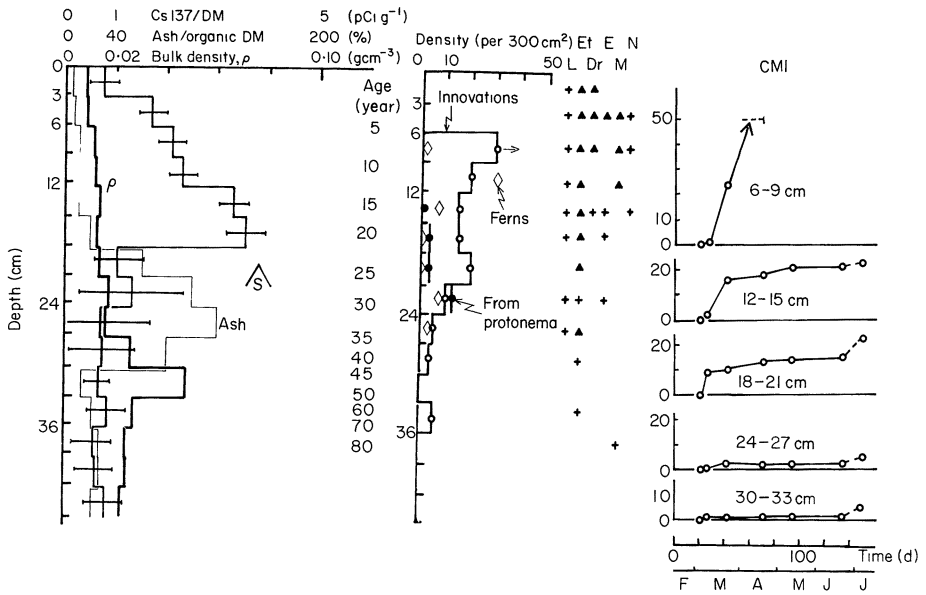 0 1 Cs 137/DM 5 (pCi g⁻¹)
0 40 Ash/organic DM 200 (%)
0 0·02 Bulk density, ρ 0·10 (gcm⁻³)
Density (per 300cm²) Et E N
0 10 50 L Dr M
CMI
Depth (cm)
0
3
6
12
24
36
ρ
S
Ash
Age
(year)
5
10
15
20
25
30
35
40
45
50
60
70
80
3
6
12
24
36
Innovations
Ferns
From
protonema
50
10
0
6–9 cm
20
0
12–15 cm
20
0
18–21 cm
20
0
24–27 cm
10
0
30–33 cm
0 100 Time (d)
F M A M J J